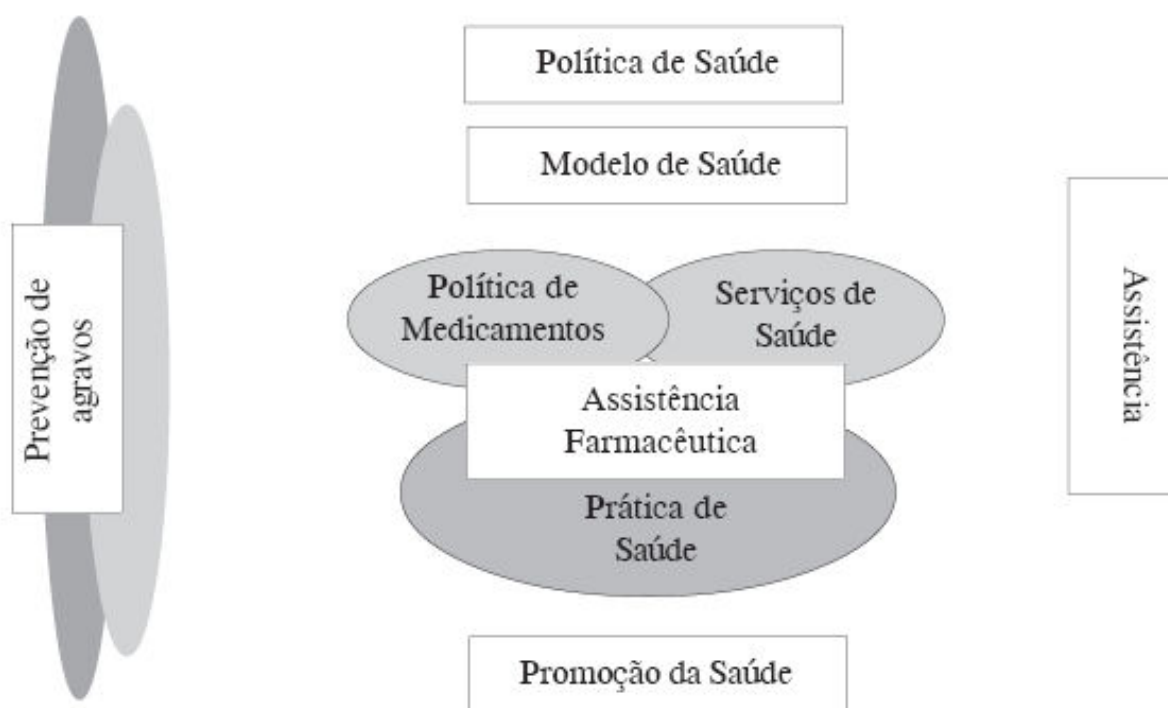 Política de Saúde
Modelo de Saúde
Prevenção de
agravos
Política de
Medicamentos
Serviços de
Saúde
Assistência
Farmacêutica
Prática de
Saúde
Assistência
Promoção da Saúde